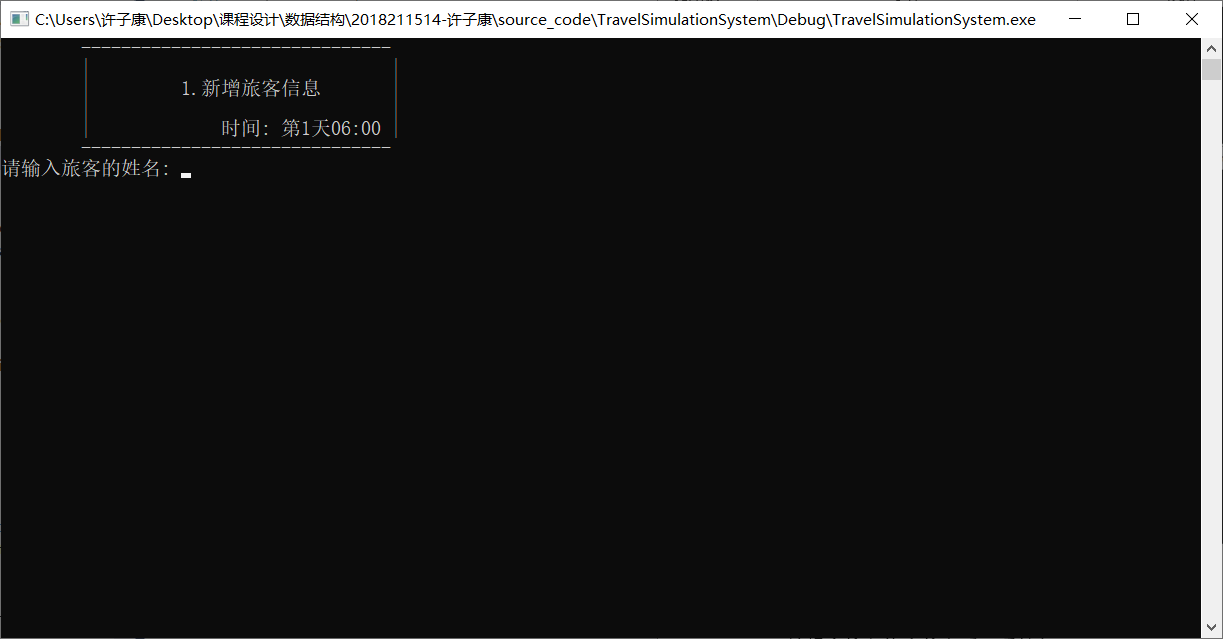 C:\Users\许子康\Desktop\课程设计\数据结构\2018211514-许子康\source_code\TravelSimulationSystem\Debug\TravelSimulationSystem.exe
1.新增旅客信息
时间: 第1天06:00
请输入旅客的姓名: